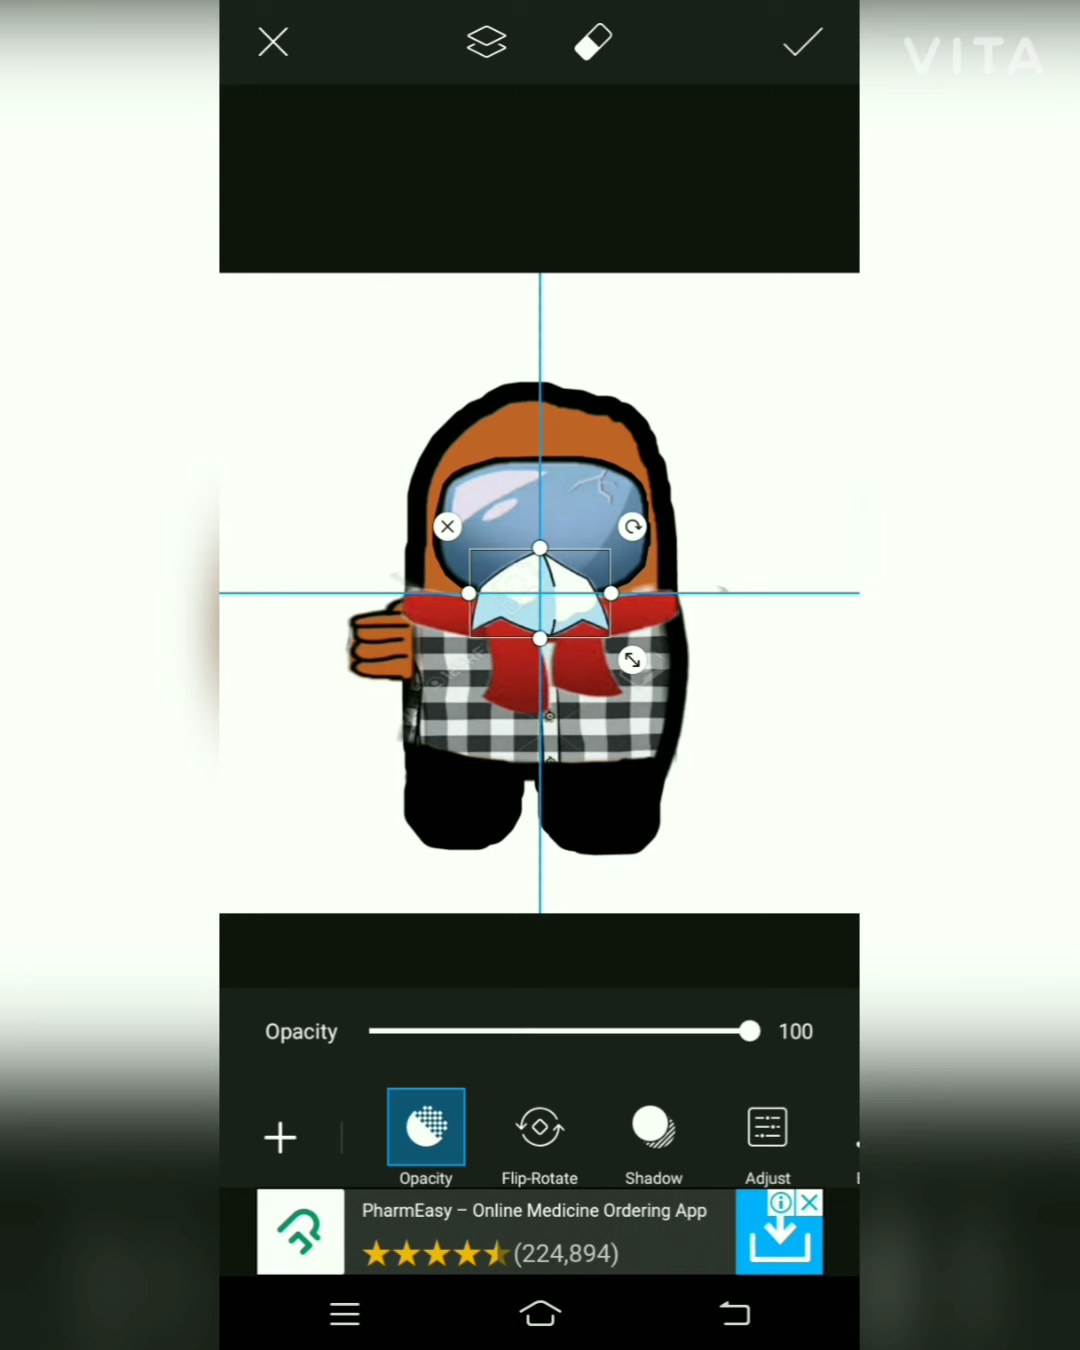 VITA
Opacity
100
Opacity
Flip-Rotate
Shadow
Adjust
PharmEasy – Online Medicine Ordering App
(224,894)